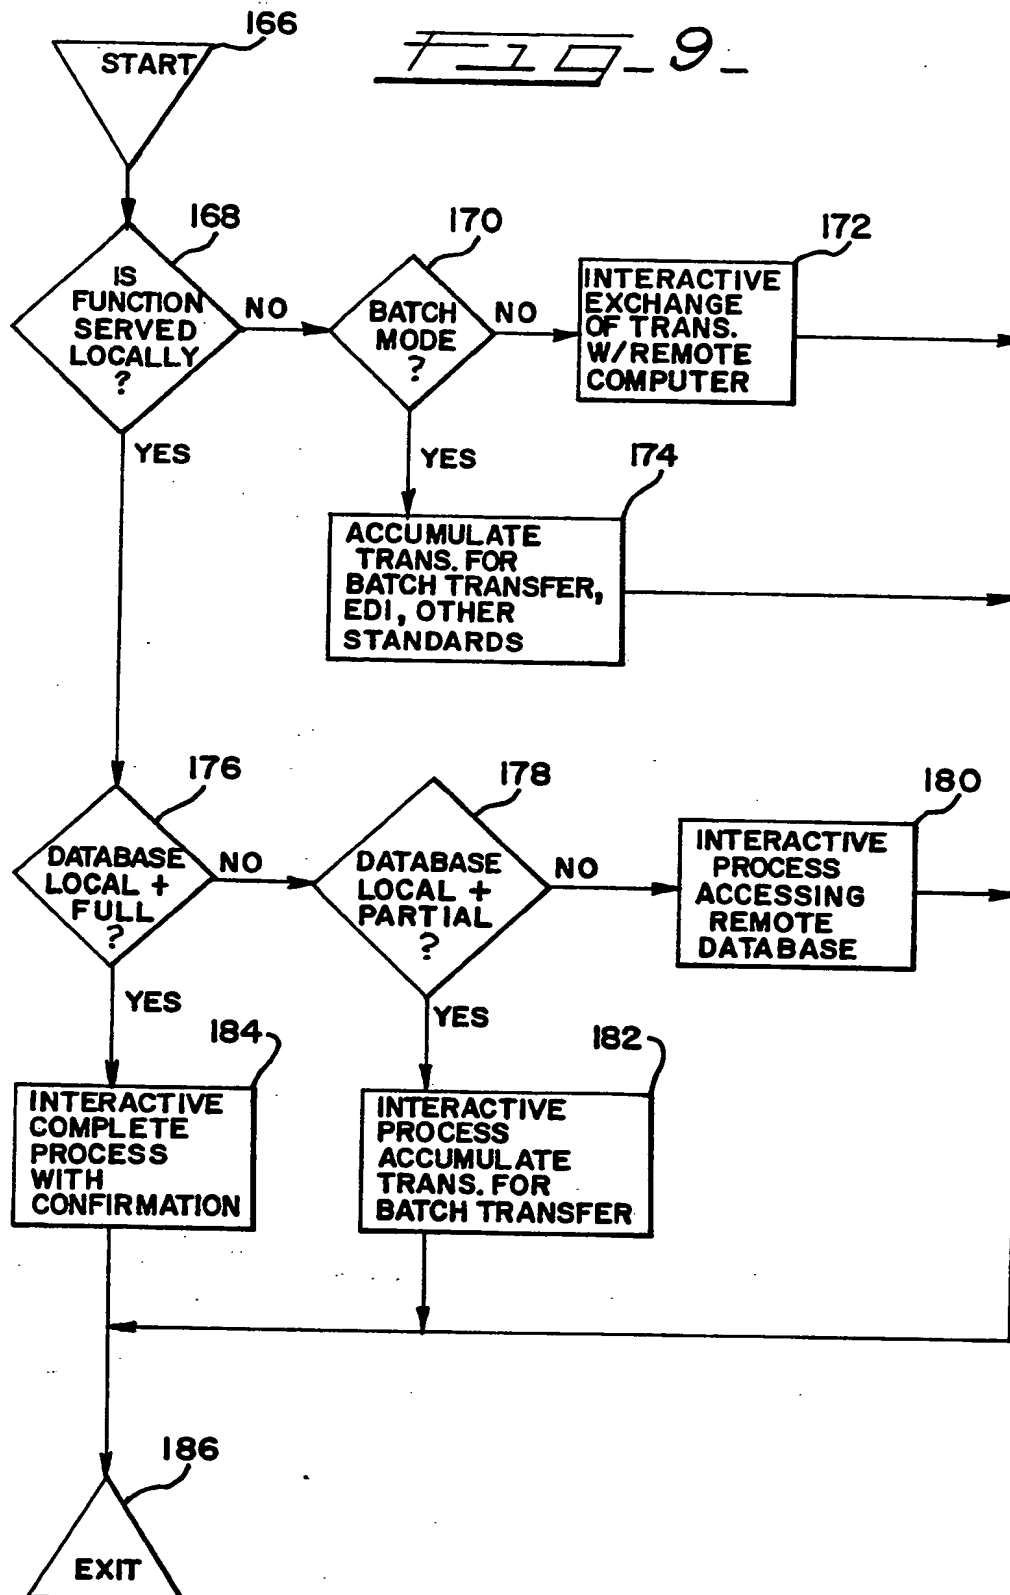 166
START
Fig_9_
168
IS
FUNCTION
SERVED
LOCALLY
?
NO
YES
170
BATCH
MODE
?
NO
YES
172
INTERACTIVE
EXCHANGE
OF TRANS.
W/REMOTE
COMPUTER
174
ACCUMULATE
TRANS. FOR
BATCH TRANSFER,
EDI, OTHER
STANDARDS
176
DATABASE
LOCAL +
FULL
?
NO
YES
178
DATABASE
LOCAL +
PARTIAL
?
NO
YES
180
INTERACTIVE
PROCESS
ACCESSING
REMOTE
DATABASE
184
INTERACTIVE
COMPLETE
PROCESS
WITH
CONFIRMATION
182
INTERACTIVE
PROCESS
ACCUMULATE
TRANS. FOR
BATCH TRANSFER
186
EXIT